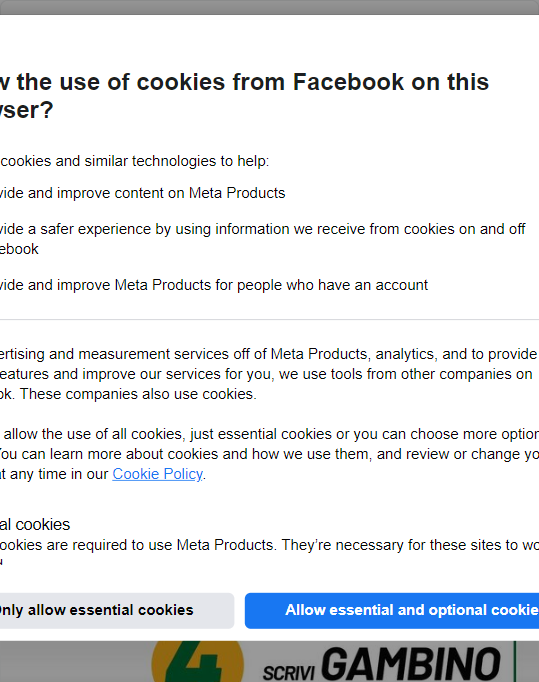 w the use of cookies from Facebook on this
wser?
cookies and similar technologies to help:
vide and improve content on Meta Products
vide a safer experience by using information we receive from cookies on and off
ebook
vide and improve Meta Products for people who have an account
ertising and measurement services off of Meta Products, analytics, and to provide
features and improve our services for you, we use tools from other companies on
ok. These companies also use cookies.
allow the use of all cookies, just essential cookies or you can choose more option
You can learn more about cookies and how we use them, and review or change yo
at any time in our Cookie Policy.
al cookies
ookies are required to use Meta Products. They’re necessary for these sites to wo
Only allow essential cookies
Allow essential and optional cookie
4
SCRIVI GAMBINO